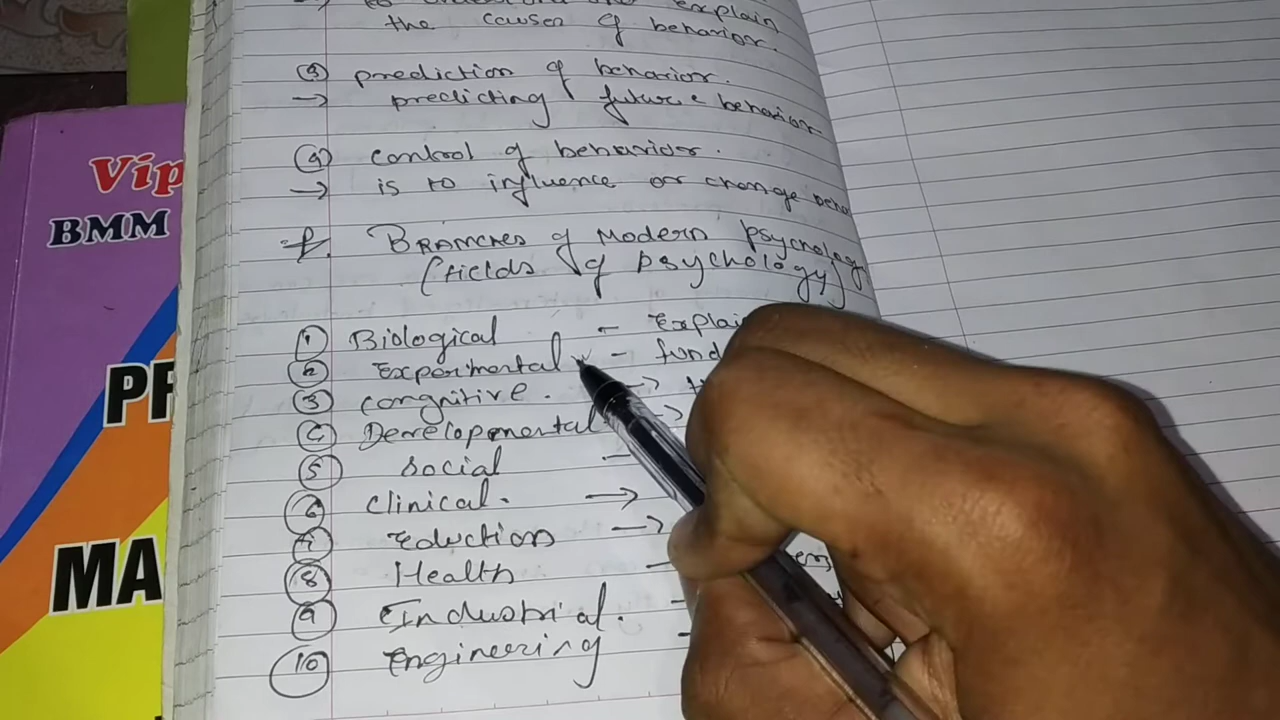 explain
the causes of behavior.
③ prediction of behavior.
→ predicting future behavior
④ control of behavior.
→ is to influence or change
BRANCHES of Modern psychology
(fields of psychology)
① Biological – Explai
② Experimental – fund
③ Congnitive. →
④ Developmental →
⑤ Social –
⑥ Clinical. →
⑦ Eduction →
⑧ Health –
⑨ Industrial. –
⑩ Engineering –
Vip
BMM
PR
MA